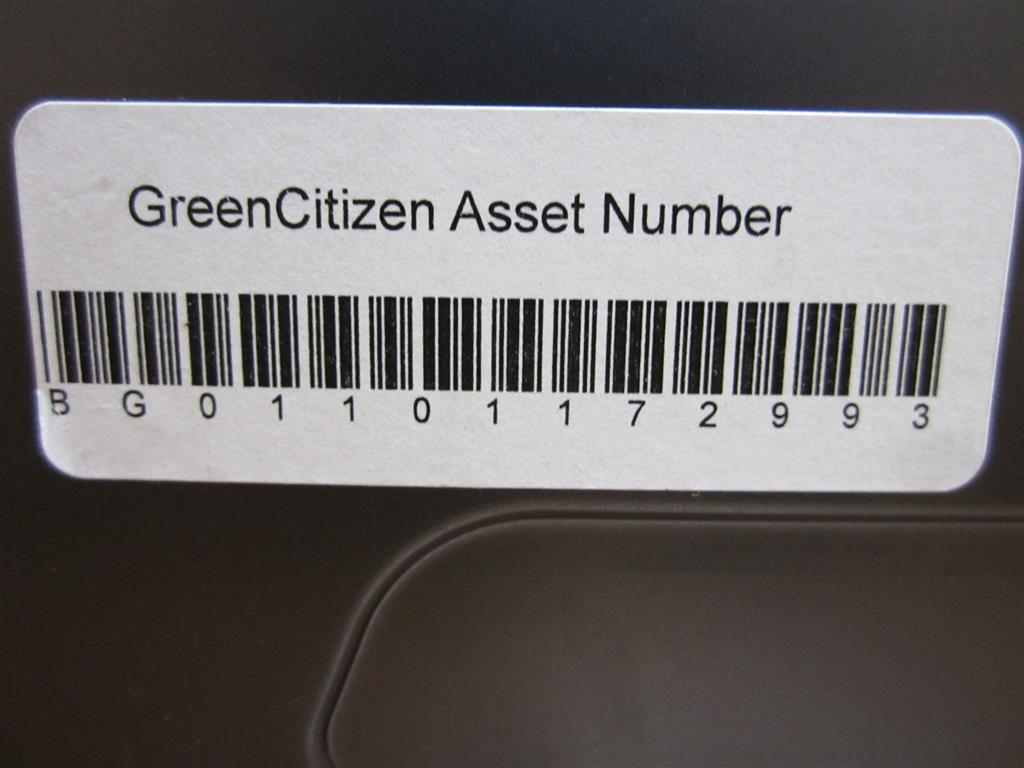 GreenCitizen Asset Number
B G 0 1 1 0 1 1 7 2 9 9 3